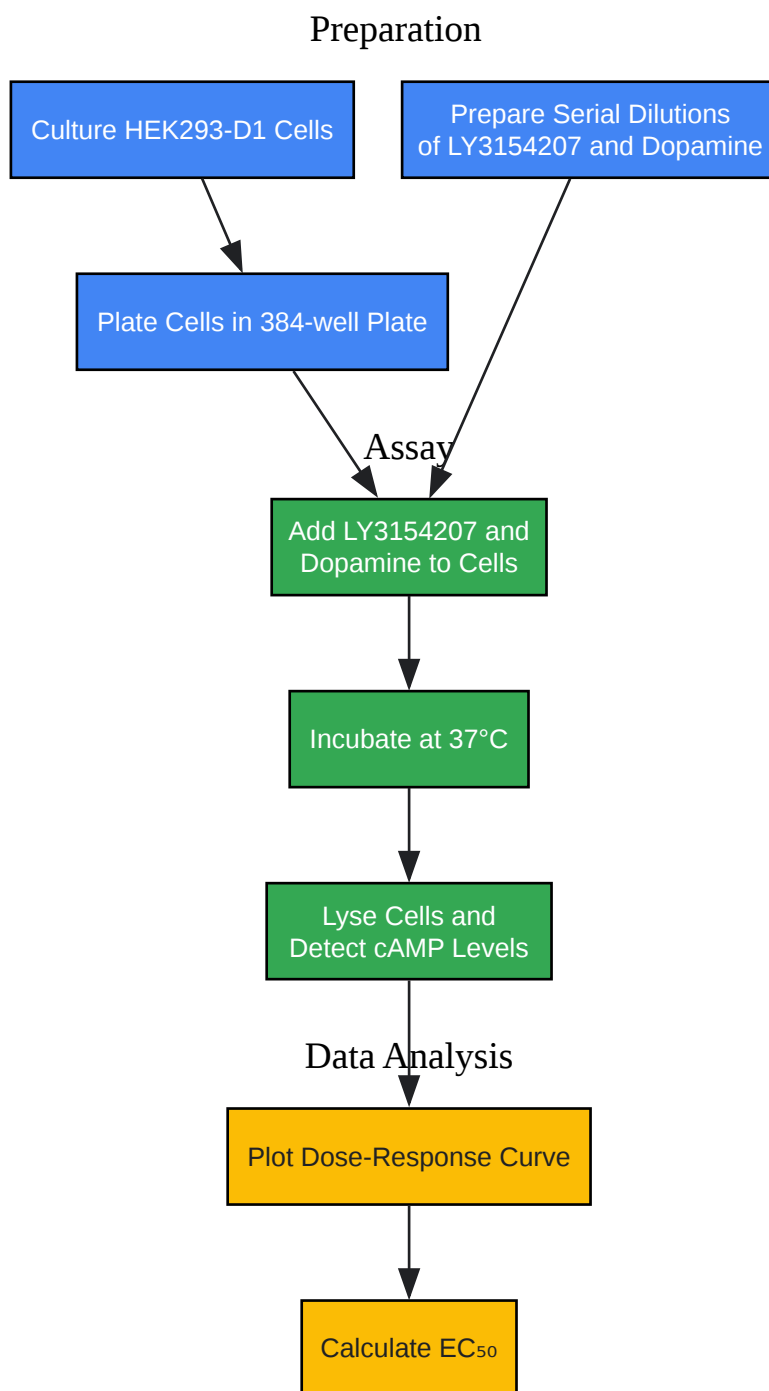 Preparation
Culture HEK293-D1 Cells
Prepare Serial Dilutions
of LY3154207 and Dopamine
Plate Cells in 384-well Plate
Assay
Add LY3154207 and
Dopamine to Cells
Incubate at 37°C
Lyse Cells and
Detect cAMP Levels
Data Analysis
Plot Dose-Response Curve
Calculate EC₅₀